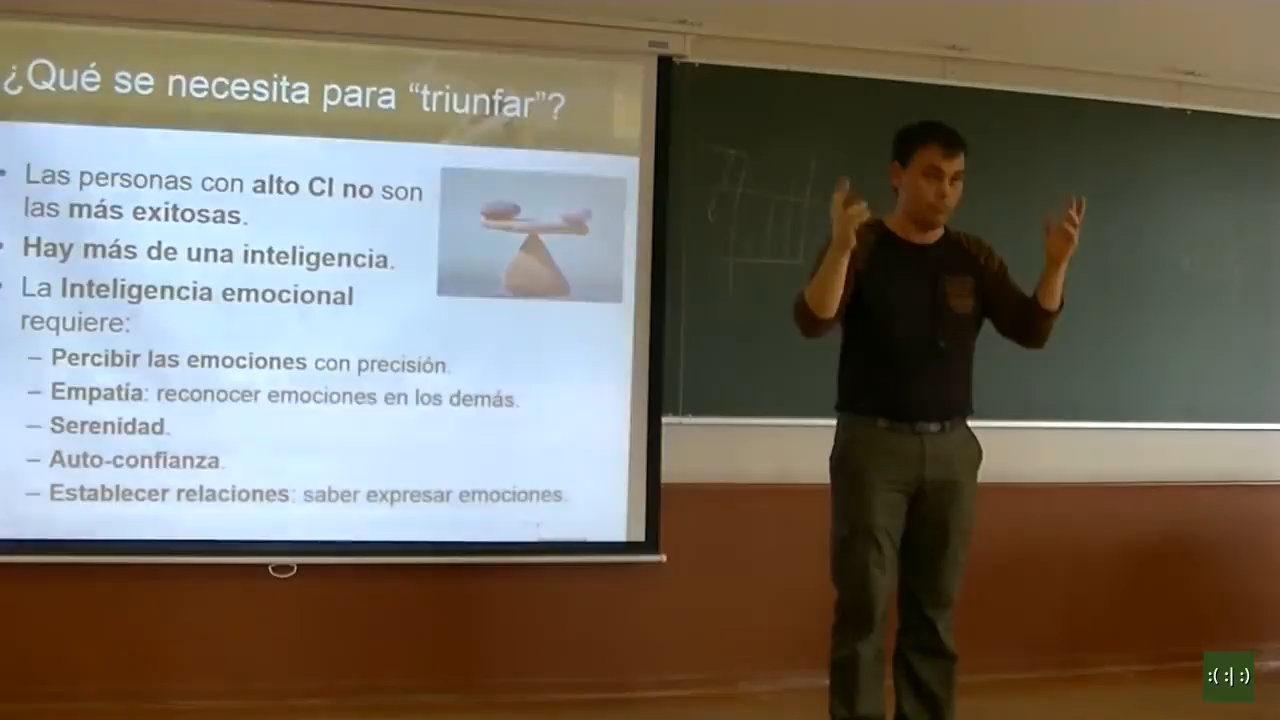 ¿Qué se necesita para “triunfar”?
• Las personas con alto CI no son
las más exitosas.
• Hay más de una inteligencia.
• La Inteligencia emocional
requiere:
– Percibir las emociones con precisión.
– Empatía: reconocer emociones en los demás.
– Serenidad.
– Auto-confianza.
– Establecer relaciones: saber expresar emociones.
:( :| :)